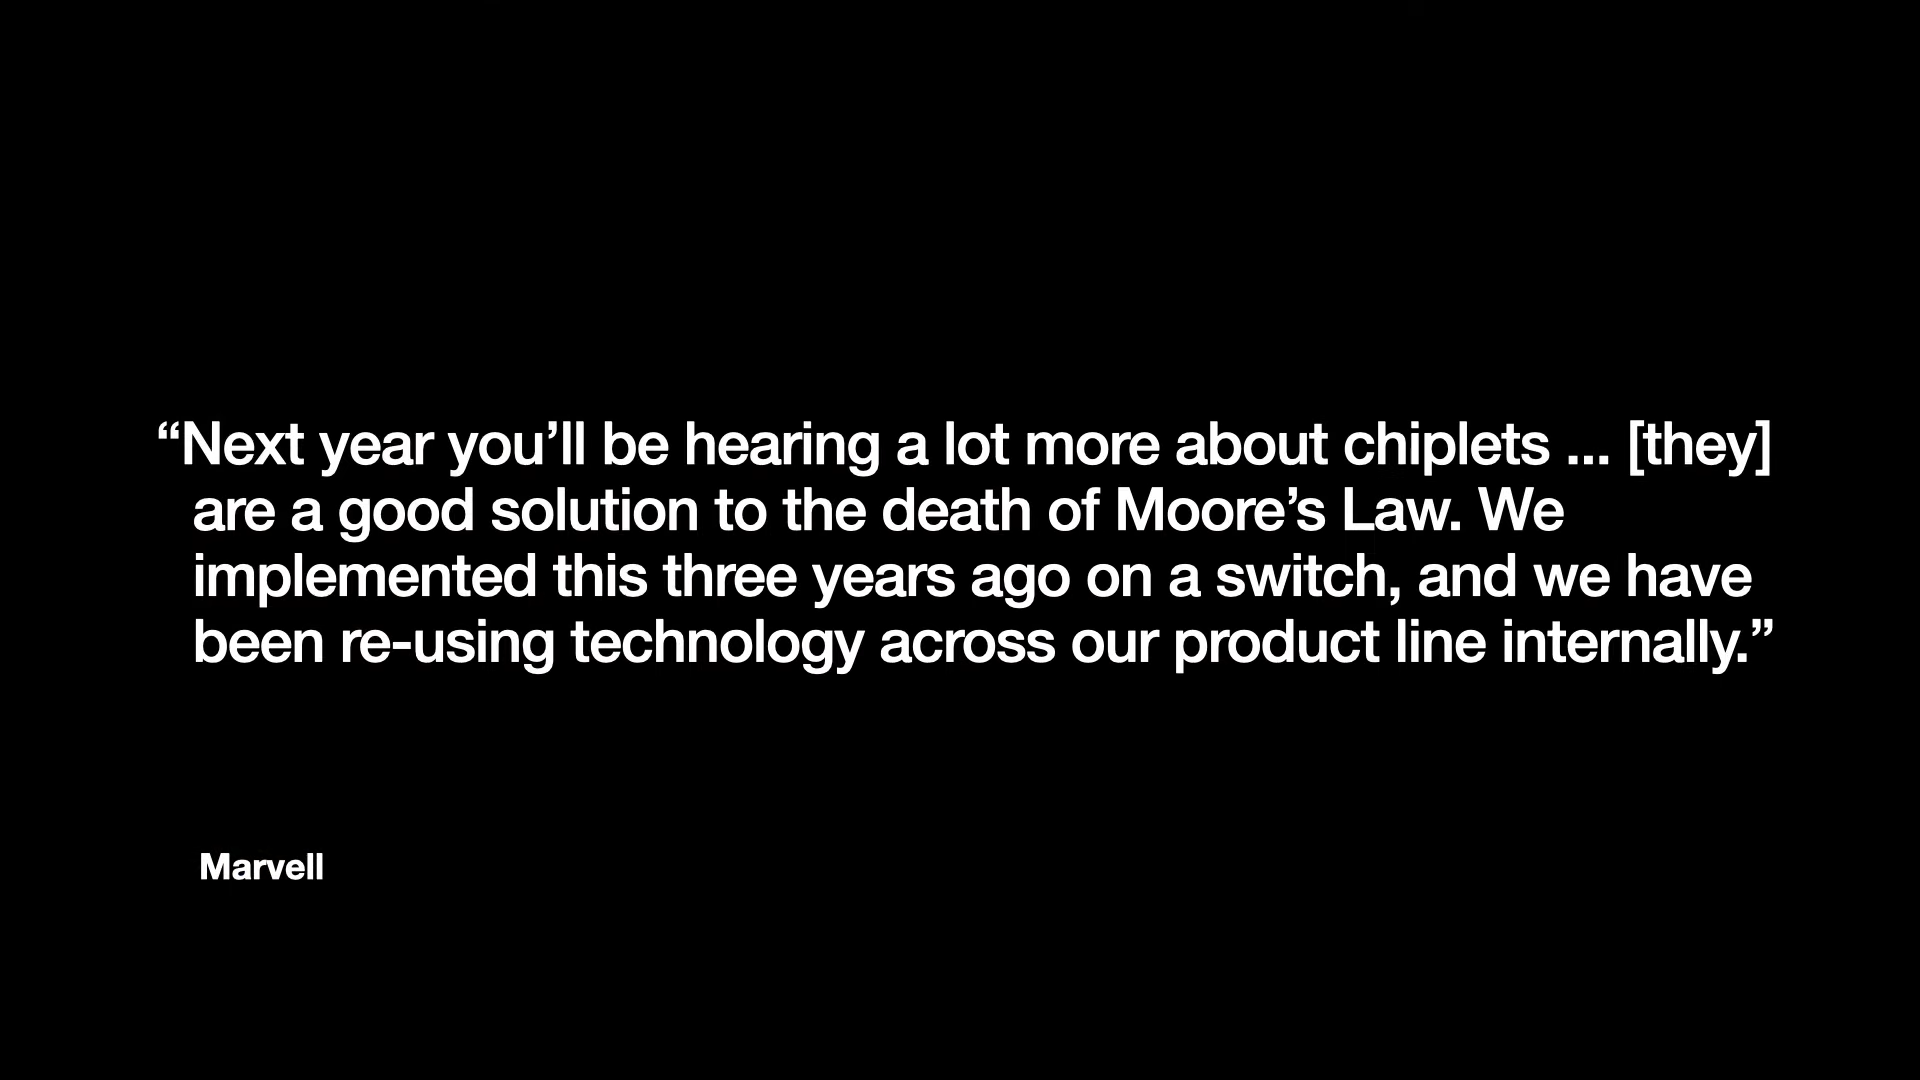 “Next year you’ll be hearing a lot more about chiplets ... [they]
are a good solution to the death of Moore’s Law. We
implemented this three years ago on a switch, and we have
been re-using technology across our product line internally.”
Marvell